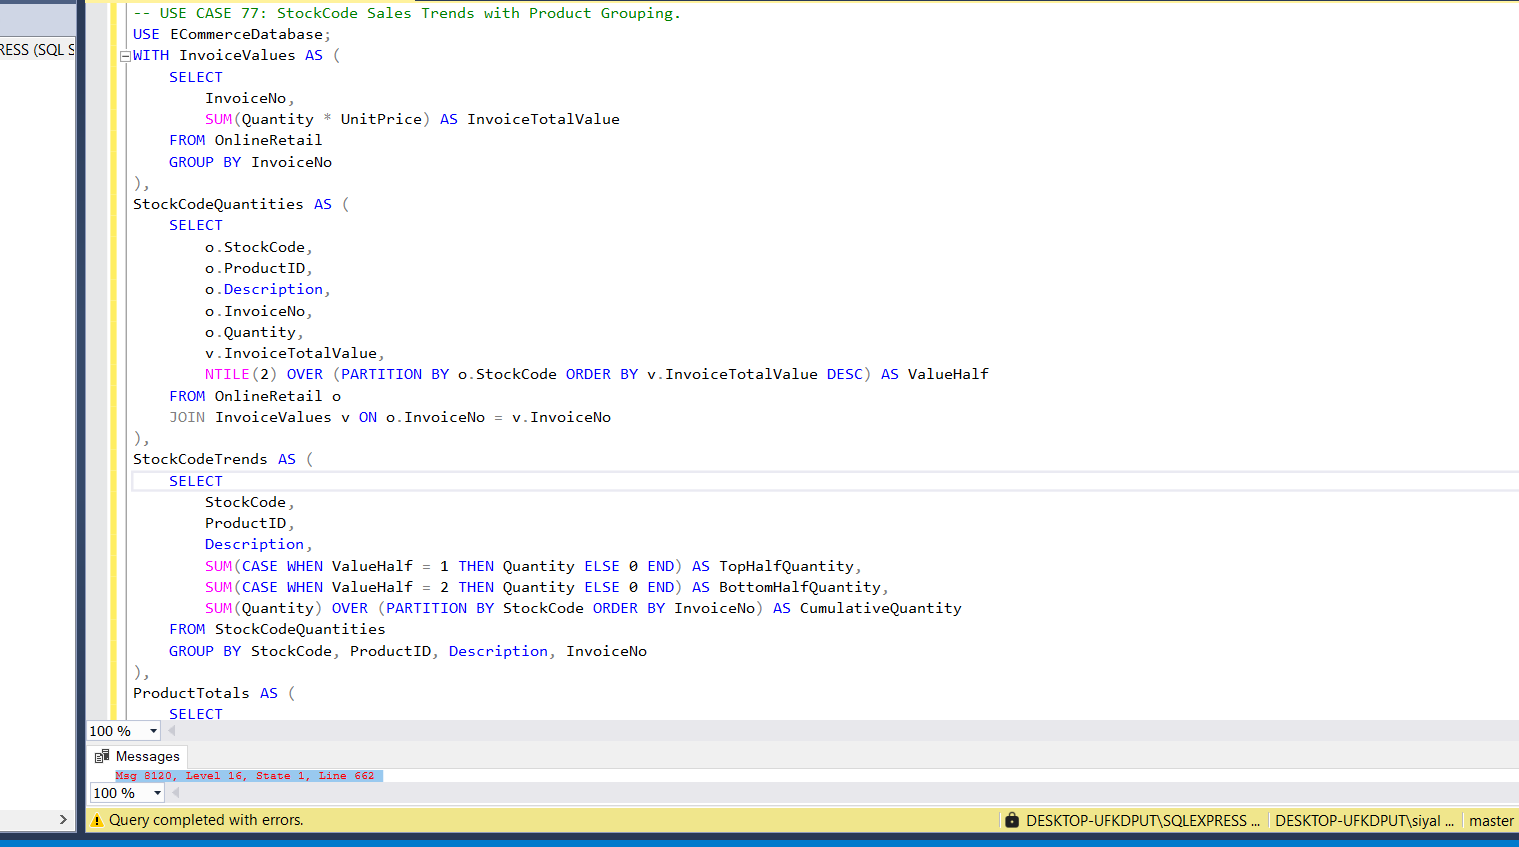 -- USE CASE 77: StockCode Sales Trends with Product Grouping.
USE ECommerceDatabase;
RESS (SQL S
WITH InvoiceValues AS (
    SELECT
        InvoiceNo,
        SUM(Quantity * UnitPrice) AS InvoiceTotalValue
    FROM OnlineRetail
    GROUP BY InvoiceNo
),
StockCodeQuantities AS (
    SELECT
        o.StockCode,
        o.ProductID,
        o.Description,
        o.InvoiceNo,
        o.Quantity,
        v.InvoiceTotalValue,
        NTILE(2) OVER (PARTITION BY o.StockCode ORDER BY v.InvoiceTotalValue DESC) AS ValueHalf
    FROM OnlineRetail o
    JOIN InvoiceValues v ON o.InvoiceNo = v.InvoiceNo
),
StockCodeTrends AS (
    SELECT
        StockCode,
        ProductID,
        Description,
        SUM(CASE WHEN ValueHalf = 1 THEN Quantity ELSE 0 END) AS TopHalfQuantity,
        SUM(CASE WHEN ValueHalf = 2 THEN Quantity ELSE 0 END) AS BottomHalfQuantity,
        SUM(Quantity) OVER (PARTITION BY StockCode ORDER BY InvoiceNo) AS CumulativeQuantity
    FROM StockCodeQuantities
    GROUP BY StockCode, ProductID, Description, InvoiceNo
),
ProductTotals AS (
    SELECT
100 %
Messages
Msg 8120, Level 16, State 1, Line 662
100 %
Query completed with errors.
DESKTOP-UFKDPUT\SQLEXPRESS ...
DESKTOP-UFKDPUT\siyal ...
master